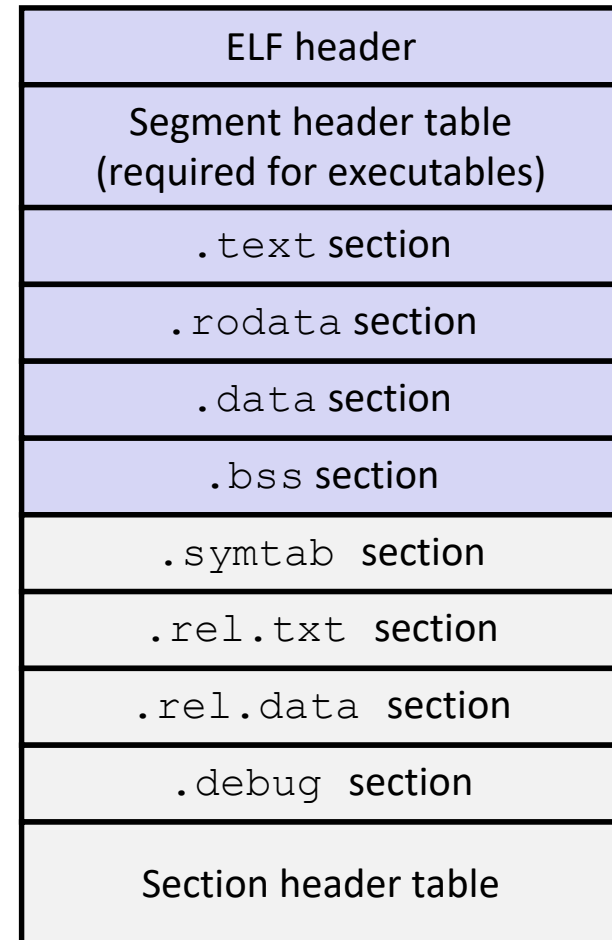 ELF header
Segment header table
(required for executables)
.text section
.rodata section
.data section
.bss section
.symtab section
.rel.txt section
.rel.data section
.debug section
Section header table